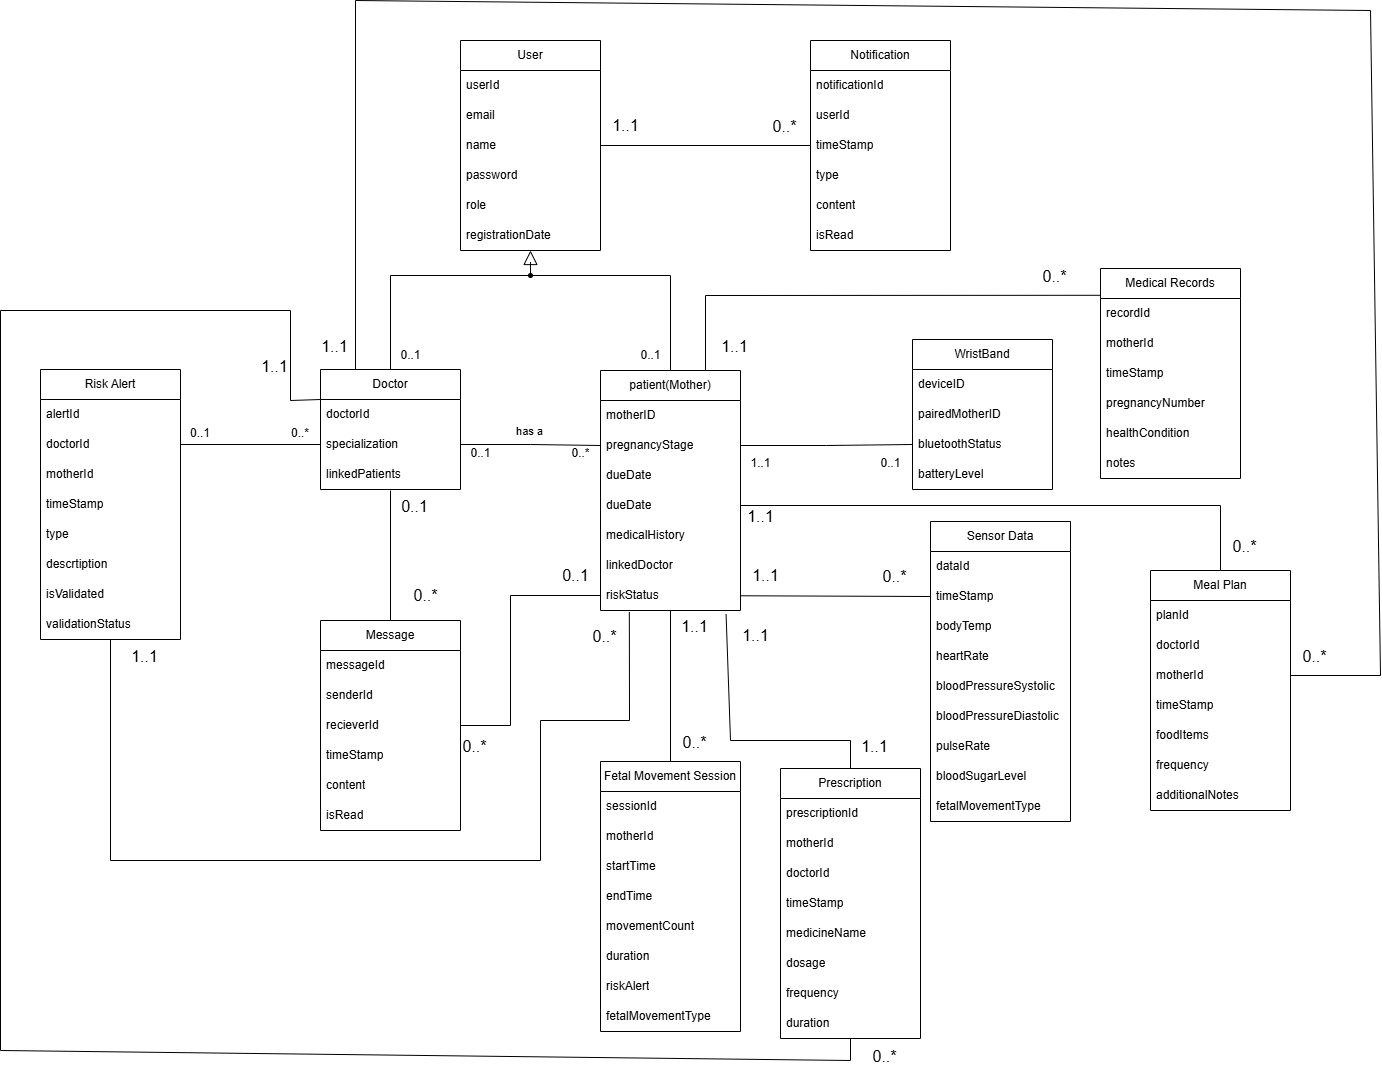 User
userId
email
name
password
role
registrationDate
Notification
notificationId
userId
timeStamp
type
content
isRead
1..1
0..*
0..*
Medical Records
recordId
motherId
timeStamp
pregnancyNumber
healthCondition
notes
1..1
1..1
0..1
0..1
1..1
WristBand
deviceID
pairedMotherID
bluetoothStatus
batteryLevel
Risk Alert
alertId
doctorId
motherId
timeStamp
type
descrtiption
isValidated
validationStatus
0..1
0..*
Doctor
doctorId
specialization
linkedPatients
has a
0..1
0..*
patient(Mother)
motherID
pregnancyStage
dueDate
dueDate
medicalHistory
linkedDoctor
riskStatus
1..1
0..1
0..1
1..1
0..*
Sensor Data
dataId
timeStamp
bodyTemp
heartRate
bloodPressureSystolic
bloodPressureDiastolic
pulseRate
bloodSugarLevel
fetalMovementType
0..1
1..1
0..*
0..*
Meal Plan
planId
doctorId
motherId
timeStamp
foodItems
frequency
additionalNotes
0..*
1..1
Message
messageId
senderId
recieverId
timeStamp
content
isRead
0..*
0..*
1..1
1..1
0..*
1..1
Fetal Movement Session
sessionId
motherId
startTime
endTime
movementCount
duration
riskAlert
fetalMovementType
Prescription
prescriptionId
motherId
doctorId
timeStamp
medicineName
dosage
frequency
duration
0..*